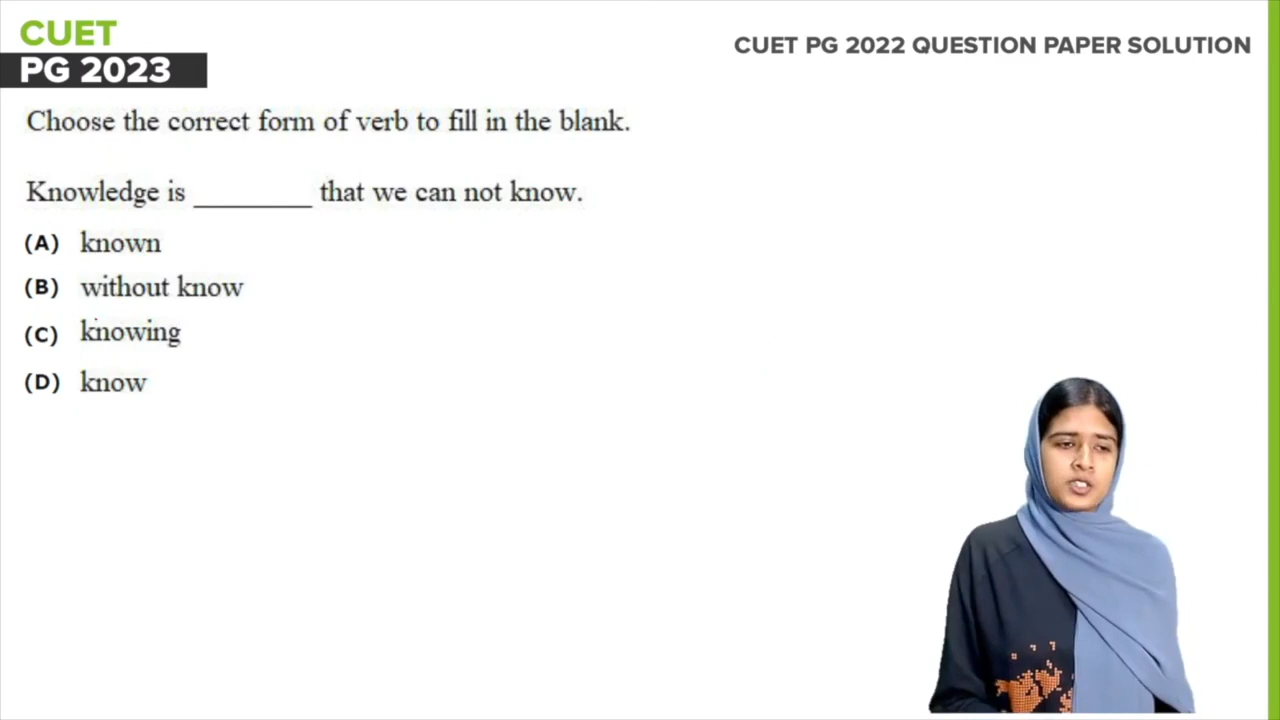 CUET
PG 2023
CUET PG 2022 QUESTION PAPER SOLUTION
Choose the correct form of verb to fill in the blank.
Knowledge is ________ that we can not know.
(A) known
(B) without know
(C) knowing
(D) know